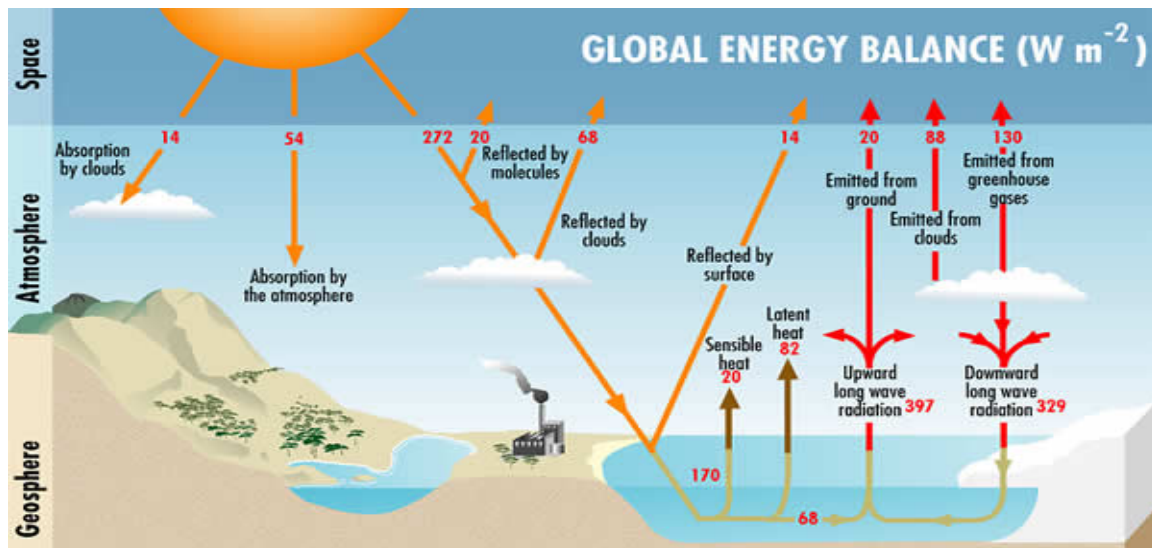 GLOBAL ENERGY BALANCE (W m⁻²)
Space
14
54
272
20
68
14
20
88
130
Absorption
by clouds
Reflected by
molecules
Emitted from
ground
Emitted from
greenhouse
gases
Atmosphere
Reflected by
clouds
Emitted from
clouds
Absorption by
the atmosphere
Reflected by
surface
Latent
heat
82
Sensible
heat
20
Upward
long wave
radiation 397
Downward
long wave
radiation 329
Geosphere
170
68